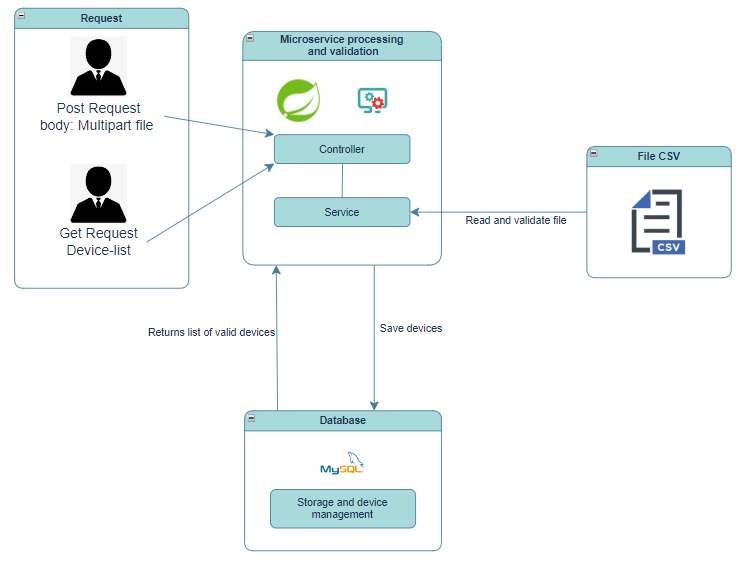 Request
Post Request
body: Multipart file
Get Request
Device-list
Microservice processing
and validation
Controller
Service
File CSV
CSV
Read and validate file
Returns list of valid devices
Save devices
Database
MySQL
Storage and device
management